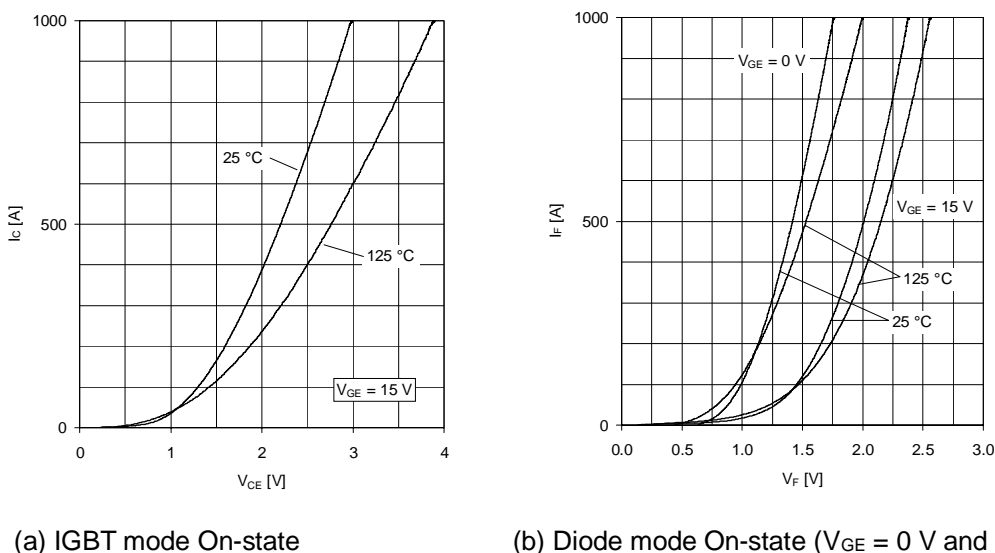 1000
500
0
I_C [A]
25 °C
125 °C
V_GE = 15 V
0 1 2 3 4
V_CE [V]
(a) IGBT mode On-state
1000
500
0
I_F [A]
V_GE = 0 V
V_GE = 15 V
125 °C
25 °C
0.0 0.5 1.0 1.5 2.0 2.5 3.0
V_F [V]
(b) Diode mode On-state (V_GE = 0 V and